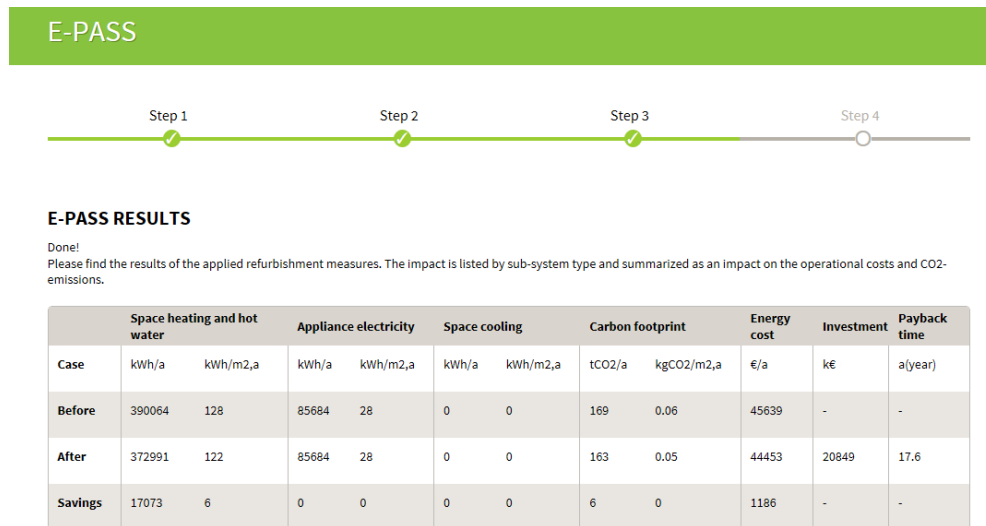 E-PASS
Step 1 Step 2 Step 3 Step 4
E-PASS RESULTS
Done!
Please find the results of the applied refurbishment measures. The impact is listed by sub-system type and summarized as an impact on the operational costs and CO2-
emissions.
Space heating and hot water Appliance electricity Space cooling Carbon footprint Energy cost Investment Payback time
Case kWh/a kWh/m2,a kWh/a kWh/m2,a kWh/a kWh/m2,a tCO2/a kgCO2/m2,a €/a k€ a(year)
Before 390064 128 85684 28 0 0 169 0.06 45639 - -
After 372991 122 85684 28 0 0 163 0.05 44453 20849 17.6
Savings 17073 6 0 0 0 0 6 0 1186 - -